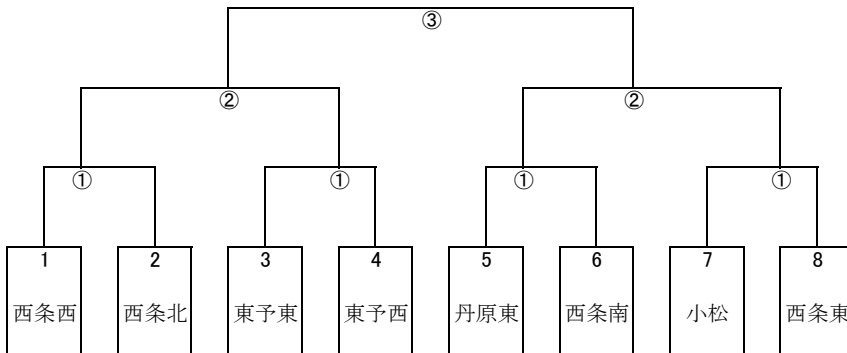 ③
② ②
① ① ① ①
1 2 3 4 5 6 7 8
西条西 西条北 東予東 東予西 丹原東 西条南 小松 西条東